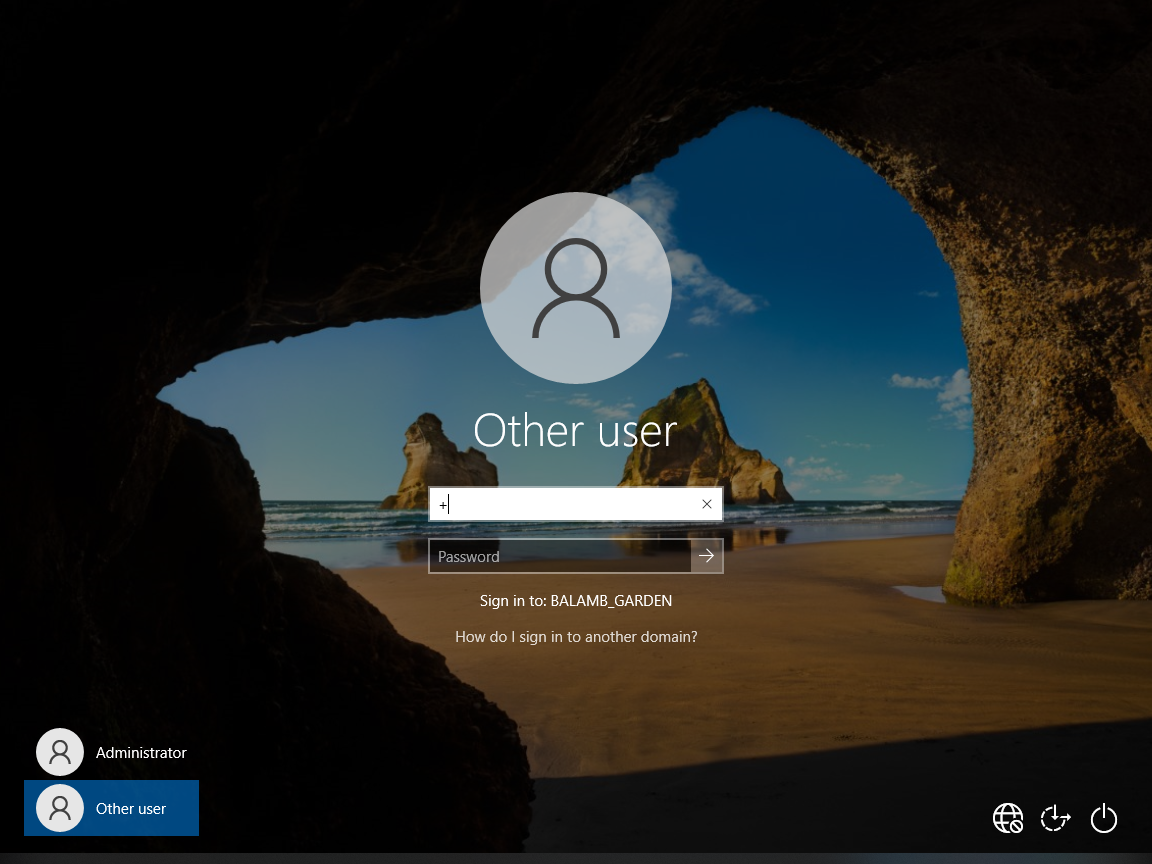 Other user
+
Password
Sign in to: BALAMB_GARDEN
How do I sign in to another domain?
Administrator
Other user